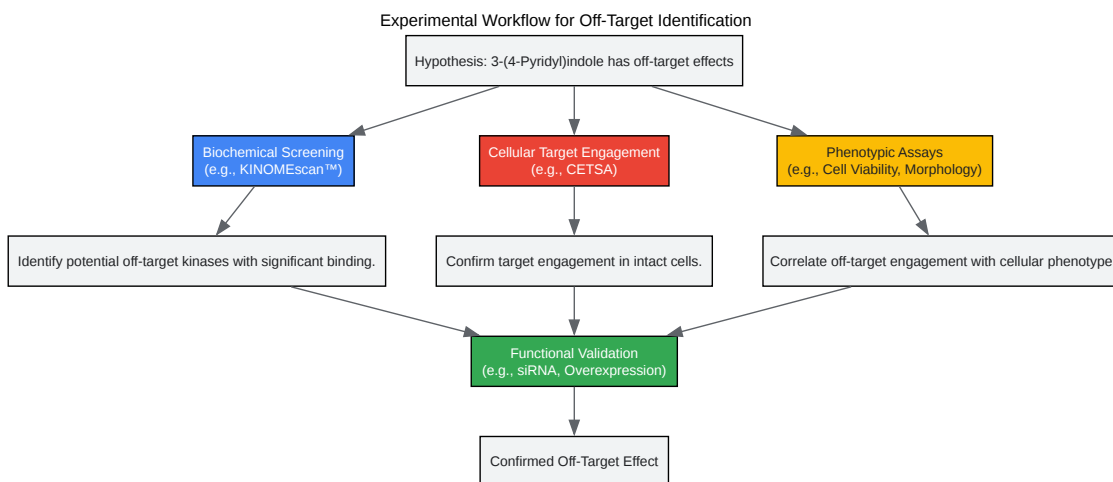 Experimental Workflow for Off-Target Identification
Hypothesis: 3-(4-Pyridyl)indole has off-target effects
Biochemical Screening
(e.g., KINOMEscan™)
Cellular Target Engagement
(e.g., CETSA)
Phenotypic Assays
(e.g., Cell Viability, Morphology)
Identify potential off-target kinases with significant binding.
Confirm target engagement in intact cells.
Correlate off-target engagement with cellular phenotype
Functional Validation
(e.g., siRNA, Overexpression)
Confirmed Off-Target Effect